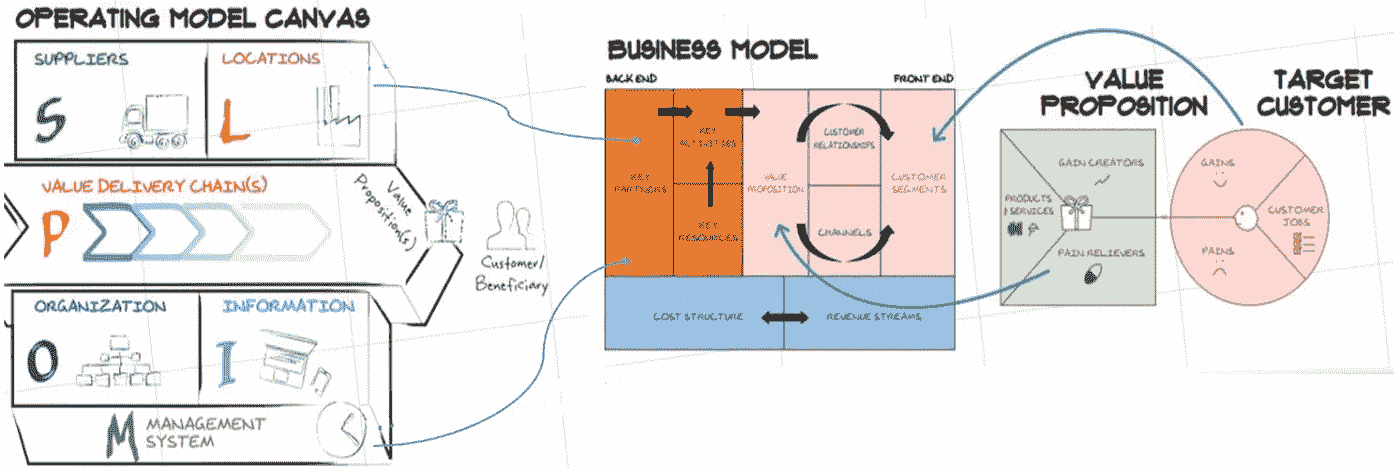 OPERATING MODEL CANVAS
SUPPLIERS
S
LOCATIONS
L
VALUE DELIVERY CHAIN(S)
P
Value
Proposition(s)
Customer/
Beneficiary
ORGANIZATION
O
INFORMATION
I
M
MANAGEMENT
SYSTEM
BUSINESS MODEL
BACK END
FRONT END
KEY
PARTNERS
KEY
ACTIVITIES
KEY
RESOURCES
VALUE
PROPOSITION
CUSTOMER
RELATIONSHIPS
CHANNELS
CUSTOMER
SEGMENTS
COST STRUCTURE
REVENUE STREAMS
VALUE
PROPOSITION
GAIN CREATORS
PRODUCTS
& SERVICES
PAIN RELIEVERS
TARGET
CUSTOMER
GAINS
CUSTOMER
JOBS
PAINS